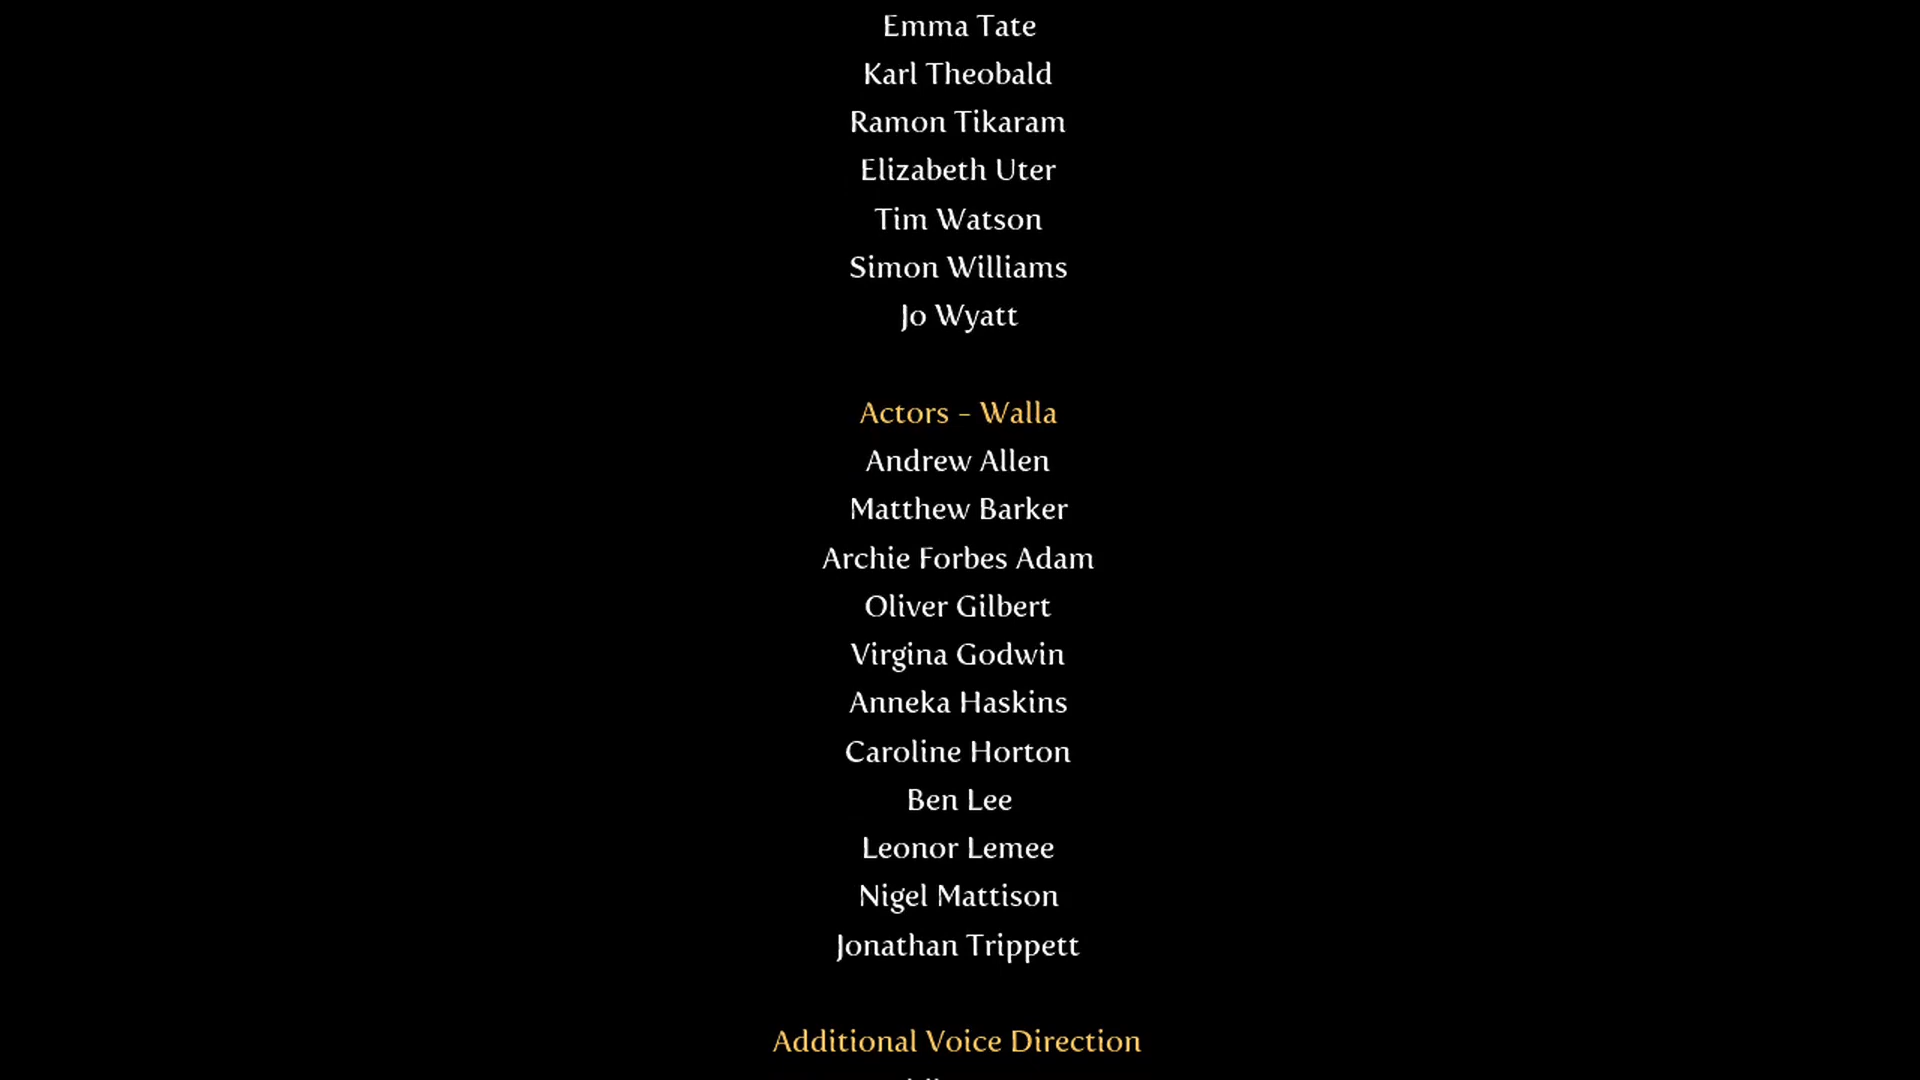 Emma Tate
Karl Theobald
Ramon Tikaram
Elizabeth Uter
Tim Watson
Simon Williams
Jo Wyatt
Actors - Walla
Andrew Allen
Matthew Barker
Archie Forbes Adam
Oliver Gilbert
Virgina Godwin
Anneka Haskins
Caroline Horton
Ben Lee
Leonor Lemee
Nigel Mattison
Jonathan Trippett
Additional Voice Direction